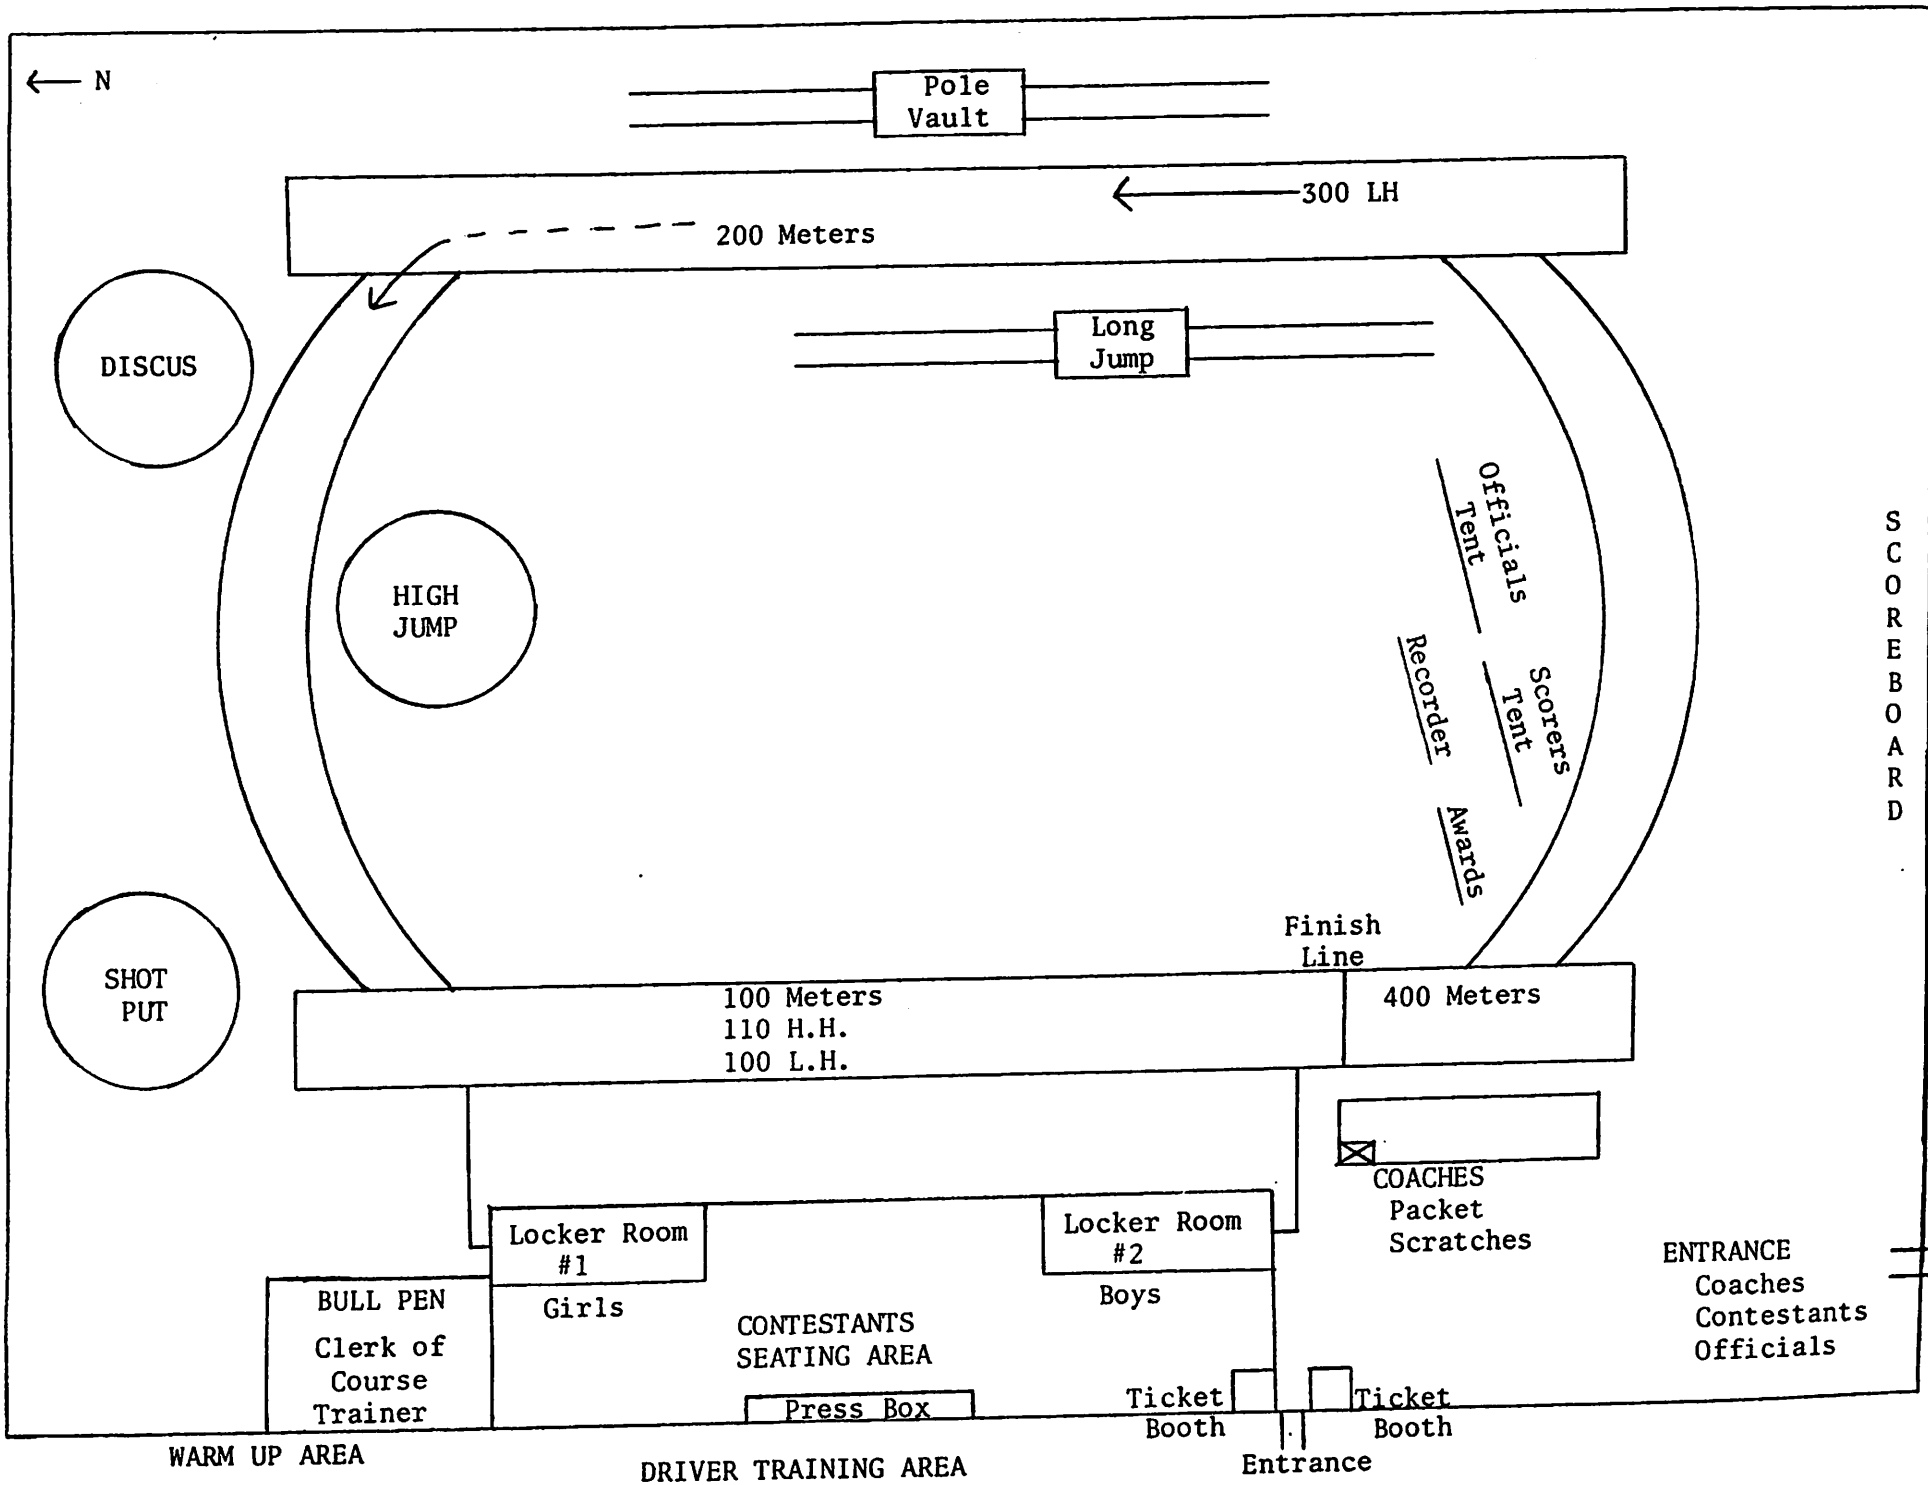 ← N
Pole
Vault
300 LH
200 Meters
Long
Jump
DISCUS
Officials
Tent
SCOREBOARD
HIGH
JUMP
Recorder
Scorers
Tent
Awards
Finish
Line
SHOT
PUT
100 Meters
110 H.H.
100 L.H.
400 Meters
COACHES
Packet
Scratches
Locker Room
#1
Girls
Locker Room
#2
Boys
ENTRANCE
Coaches
Contestants
Officials
BULL PEN
Clerk of
Course
Trainer
CONTESTANTS
SEATING AREA
Press Box
Ticket
Booth
Ticket
Booth
Entrance
WARM UP AREA
DRIVER TRAINING AREA